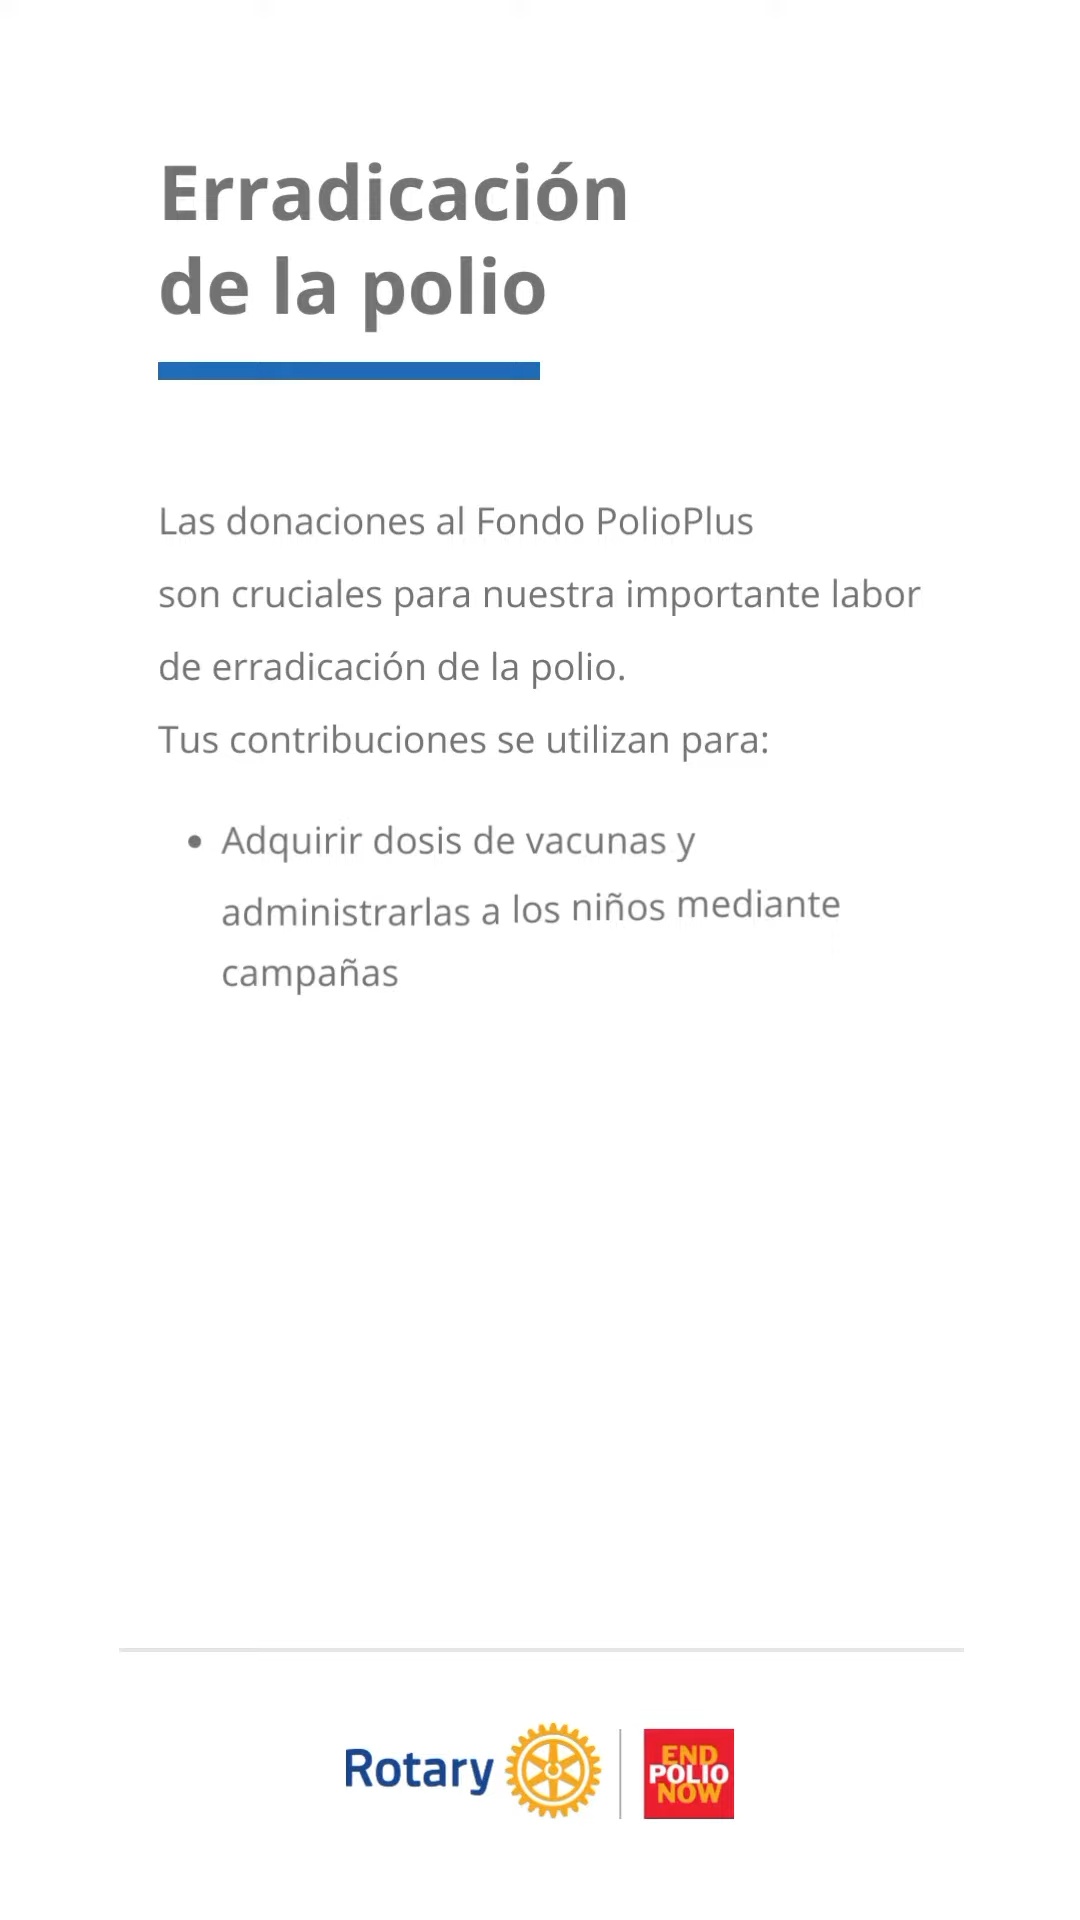 Erradicación
de la polio
Las donaciones al Fondo PolioPlus
son cruciales para nuestra importante labor
de erradicación de la polio.
Tus contribuciones se utilizan para:
• Adquirir dosis de vacunas y
administrarlas a los niños mediante
campañas
Rotary
END
POLIO
NOW